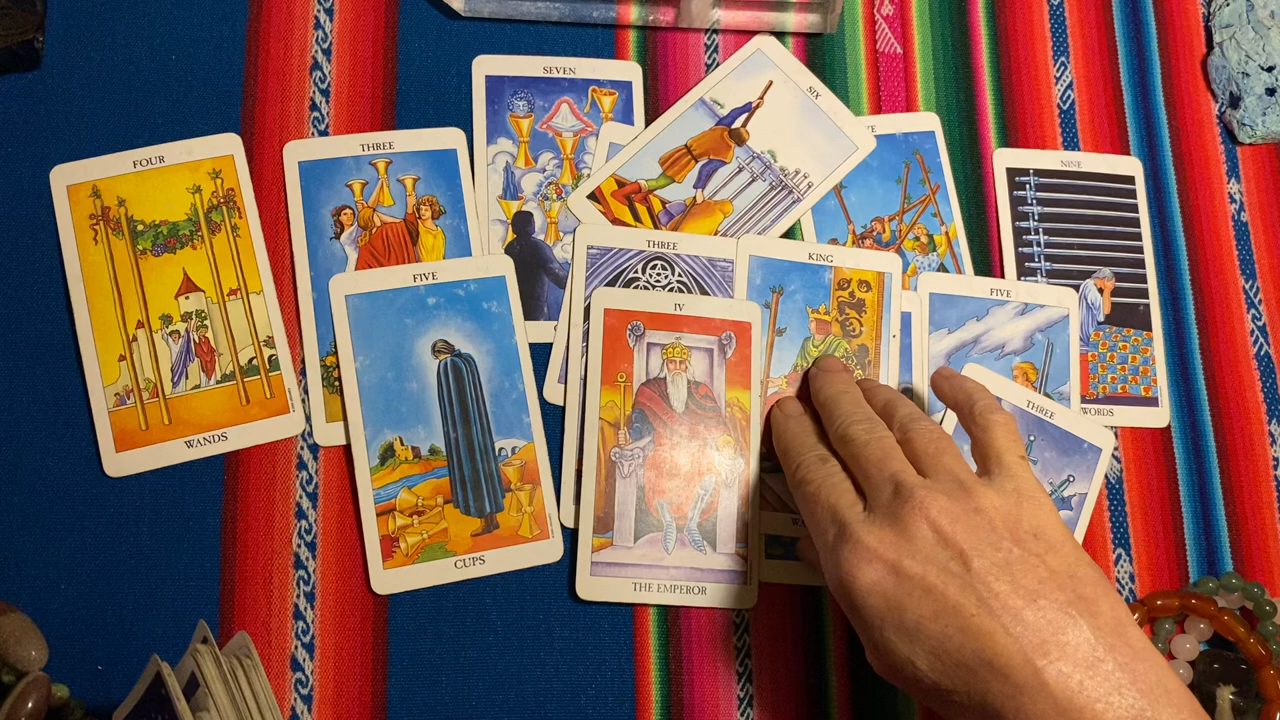 SEVEN
SIX
FOUR
WANDS
THREE
NINE
WORDS
FIVE
CUPS
THREE
KING
IV
THE EMPEROR
FIVE
THREE